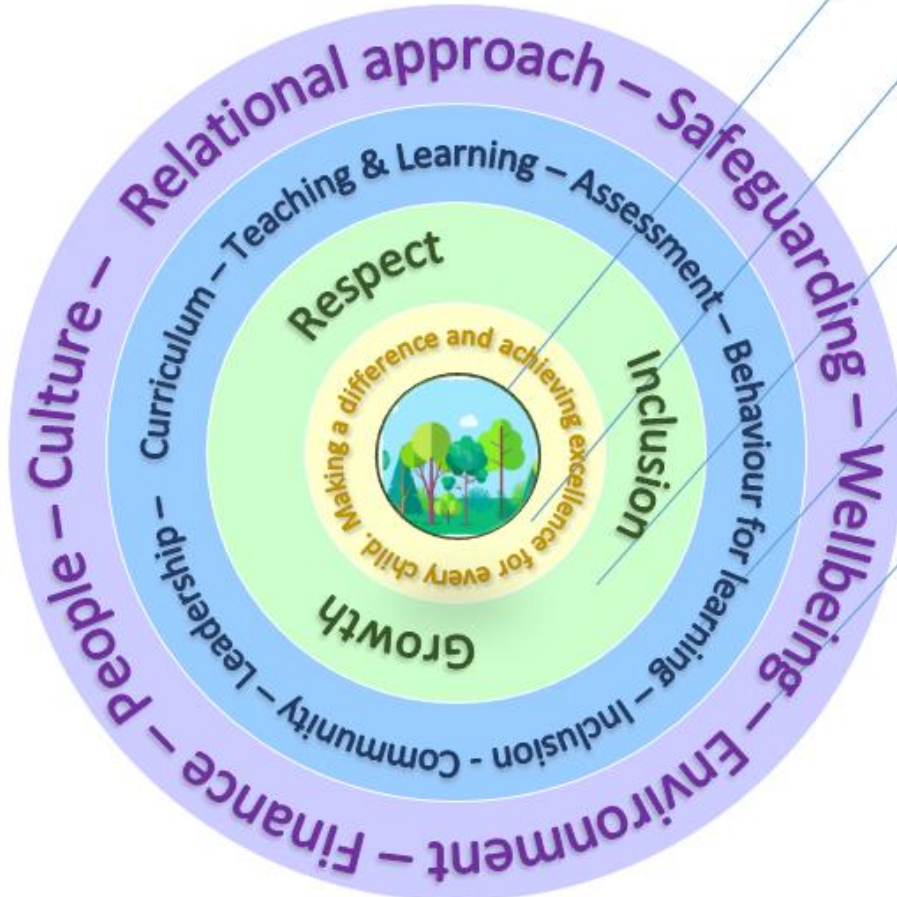 Relational approach – Safeguarding – Wellbeing – Environment – Finance – People – Culture –
Curriculum – Teaching & Learning – Assessment – Behaviour for learning – Inclusion - Community – Leadership –
Respect
Inclusion
Growth
Making a difference and achieving excellence for every child.